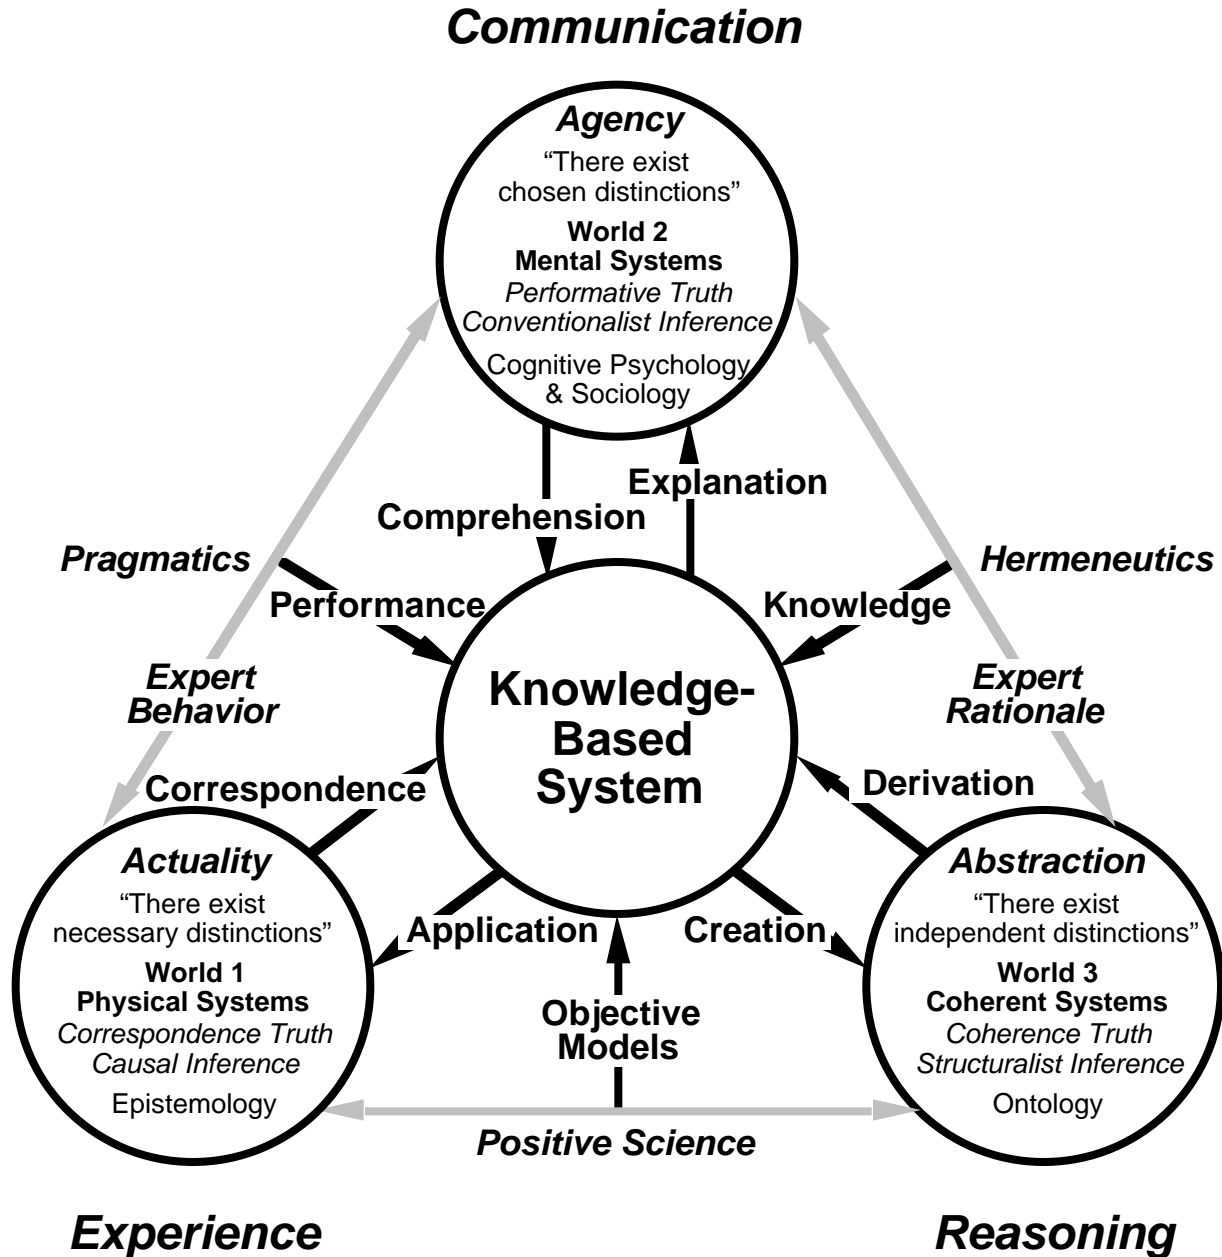 Communication
Agency
“There exist
chosen distinctions”
World 2
Mental Systems
Performative Truth
Conventionalist Inference
Cognitive Psychology
& Sociology
Explanation
Comprehension
Pragmatics
Hermeneutics
Performance
Knowledge
Expert
Behavior
Expert
Rationale
Knowledge-
Based
System
Correspondence
Derivation
Actuality
“There exist
necessary distinctions”
World 1
Physical Systems
Correspondence Truth
Causal Inference
Epistemology
Application
Creation
Objective
Models
Abstraction
“There exist
independent distinctions”
World 3
Coherent Systems
Coherence Truth
Structuralist Inference
Ontology
Positive Science
Experience
Reasoning